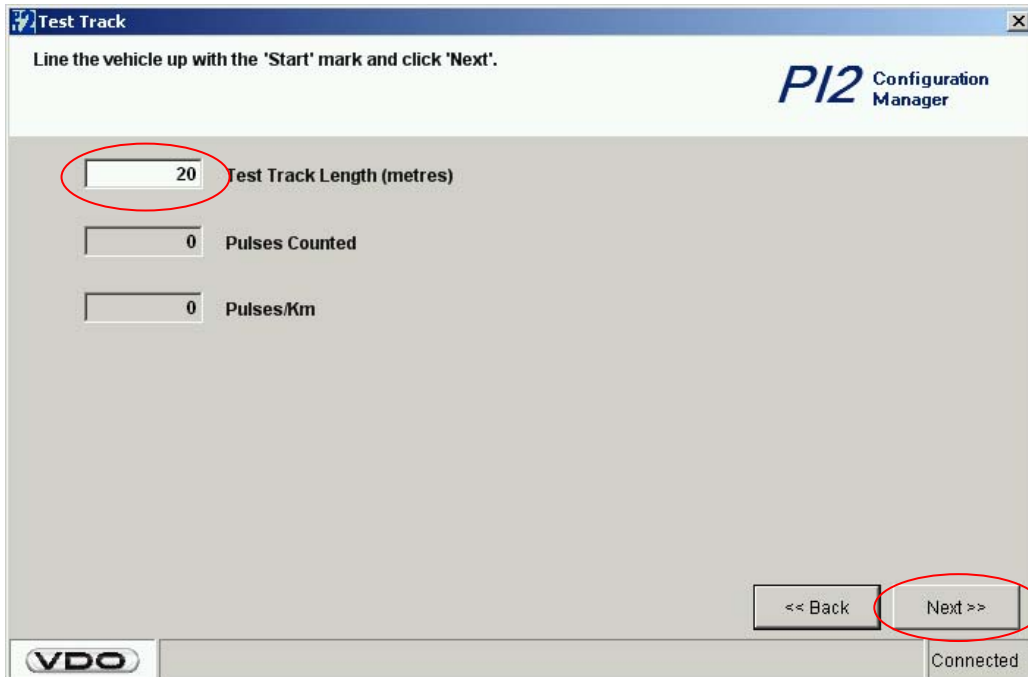 Test Track
Line the vehicle up with the 'Start' mark and click 'Next'.
PI2 Configuration
Manager
20 Test Track Length (metres)
0 Pulses Counted
0 Pulses/Km
<< Back Next >>
VDO Connected